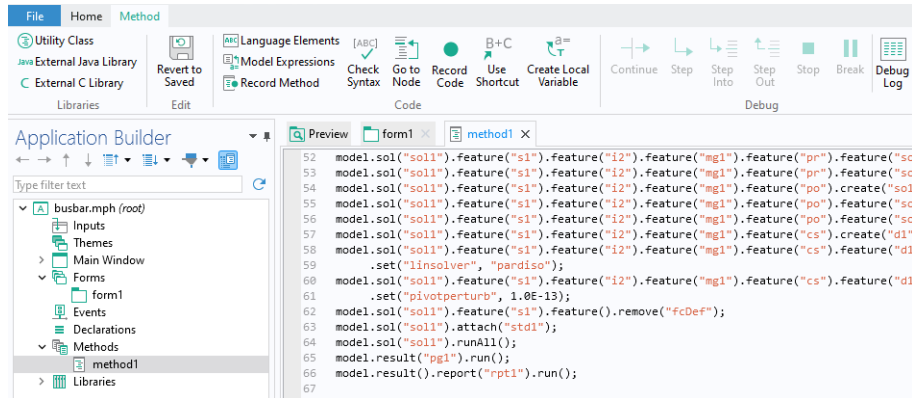 File Home Method
Utility Class
Java External Java Library
C External C Library
Libraries
Revert to
Saved
Edit
ABC Language Elements
Model Expressions
Record Method
[ABC]
Check
Syntax
Go to
Node
Record
Code
B+C
Use
Shortcut
a=
Create Local
Variable
Code
Continue
Step
Step
Into
Step
Out
Stop
Break
Debug
Debug
Log
Application Builder
Type filter text
A busbar.mph (root)
Inputs
Themes
Main Window
Forms
form1
Events
Declarations
Methods
method1
Libraries
Preview form1 method1
52 model.sol("sol1").feature("s1").feature("i2").feature("mg1").feature("pr").feature("so
53 model.sol("sol1").feature("s1").feature("i2").feature("mg1").feature("pr").feature("so
54 model.sol("sol1").feature("s1").feature("i2").feature("mg1").feature("po").create("so1
55 model.sol("sol1").feature("s1").feature("i2").feature("mg1").feature("po").feature("so
56 model.sol("sol1").feature("s1").feature("i2").feature("mg1").feature("po").feature("so
57 model.sol("sol1").feature("s1").feature("i2").feature("mg1").feature("cs").create("d1"
58 model.sol("sol1").feature("s1").feature("i2").feature("mg1").feature("cs").feature("d1
59 .set("linsolver", "pardiso");
60 model.sol("sol1").feature("s1").feature("i2").feature("mg1").feature("cs").feature("d1
61 .set("pivotperturb", 1.0E-13);
62 model.sol("sol1").feature("s1").feature().remove("fcDef");
63 model.sol("sol1").attach("std1");
64 model.sol("sol1").runAll();
65 model.result("pg1").run();
66 model.result().report("rpt1").run();
67